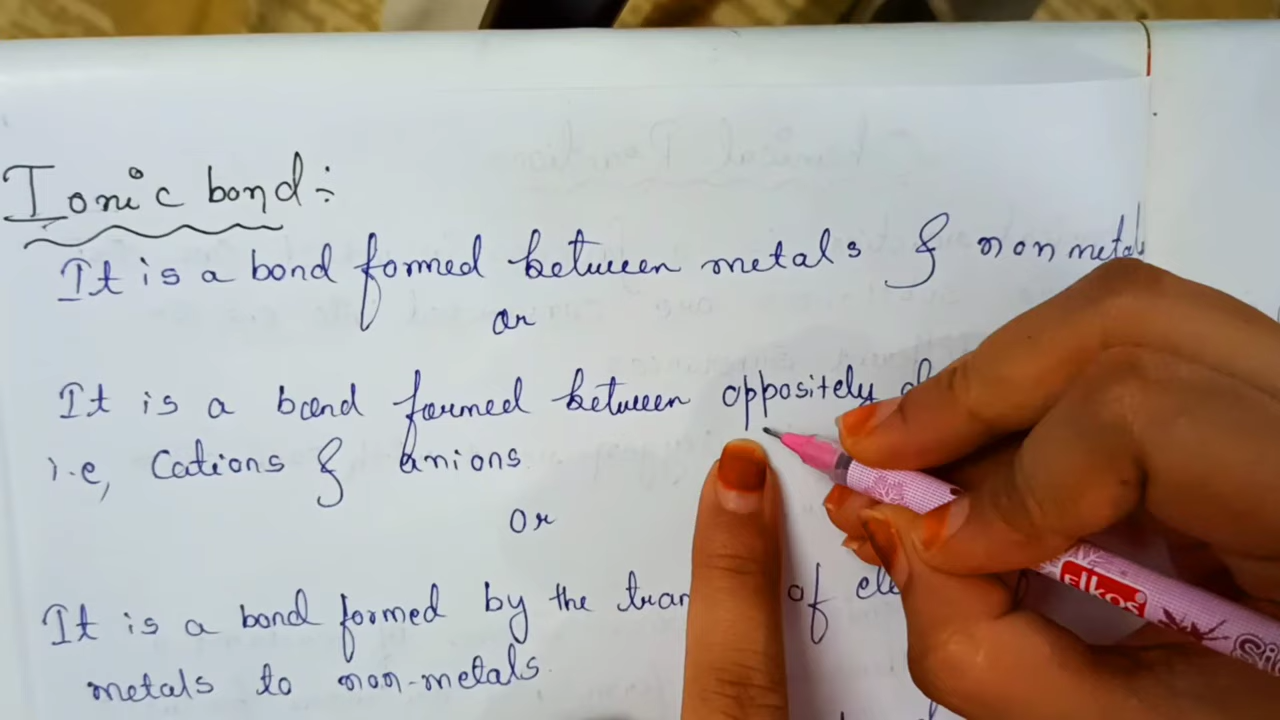 Ionic bond :-
It is a bond formed between metals & non metals
or
It is a bond formed between oppositely
i.e, Cations & anions
or
It is a bond formed by the of
metals to non-metals.
Elkos